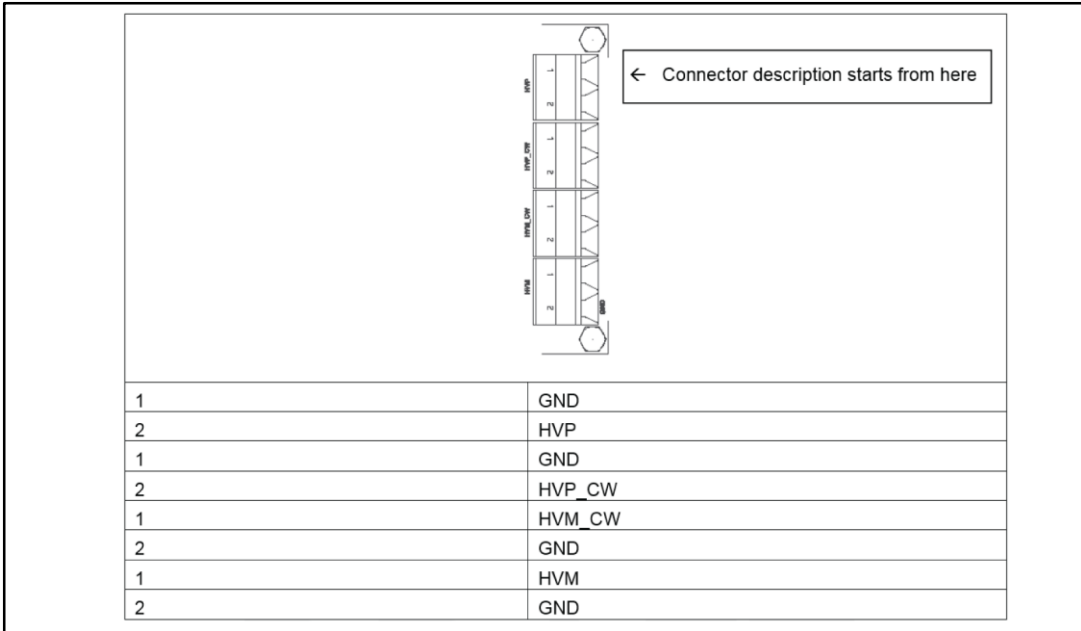 ← Connector description starts from here
HVP
1
2
HVP_CW
1
2
HVM_CW
1
2
HVM
1
2
GND
1 GND
2 HVP
1 GND
2 HVP_CW
1 HVM_CW
2 GND
1 HVM
2 GND